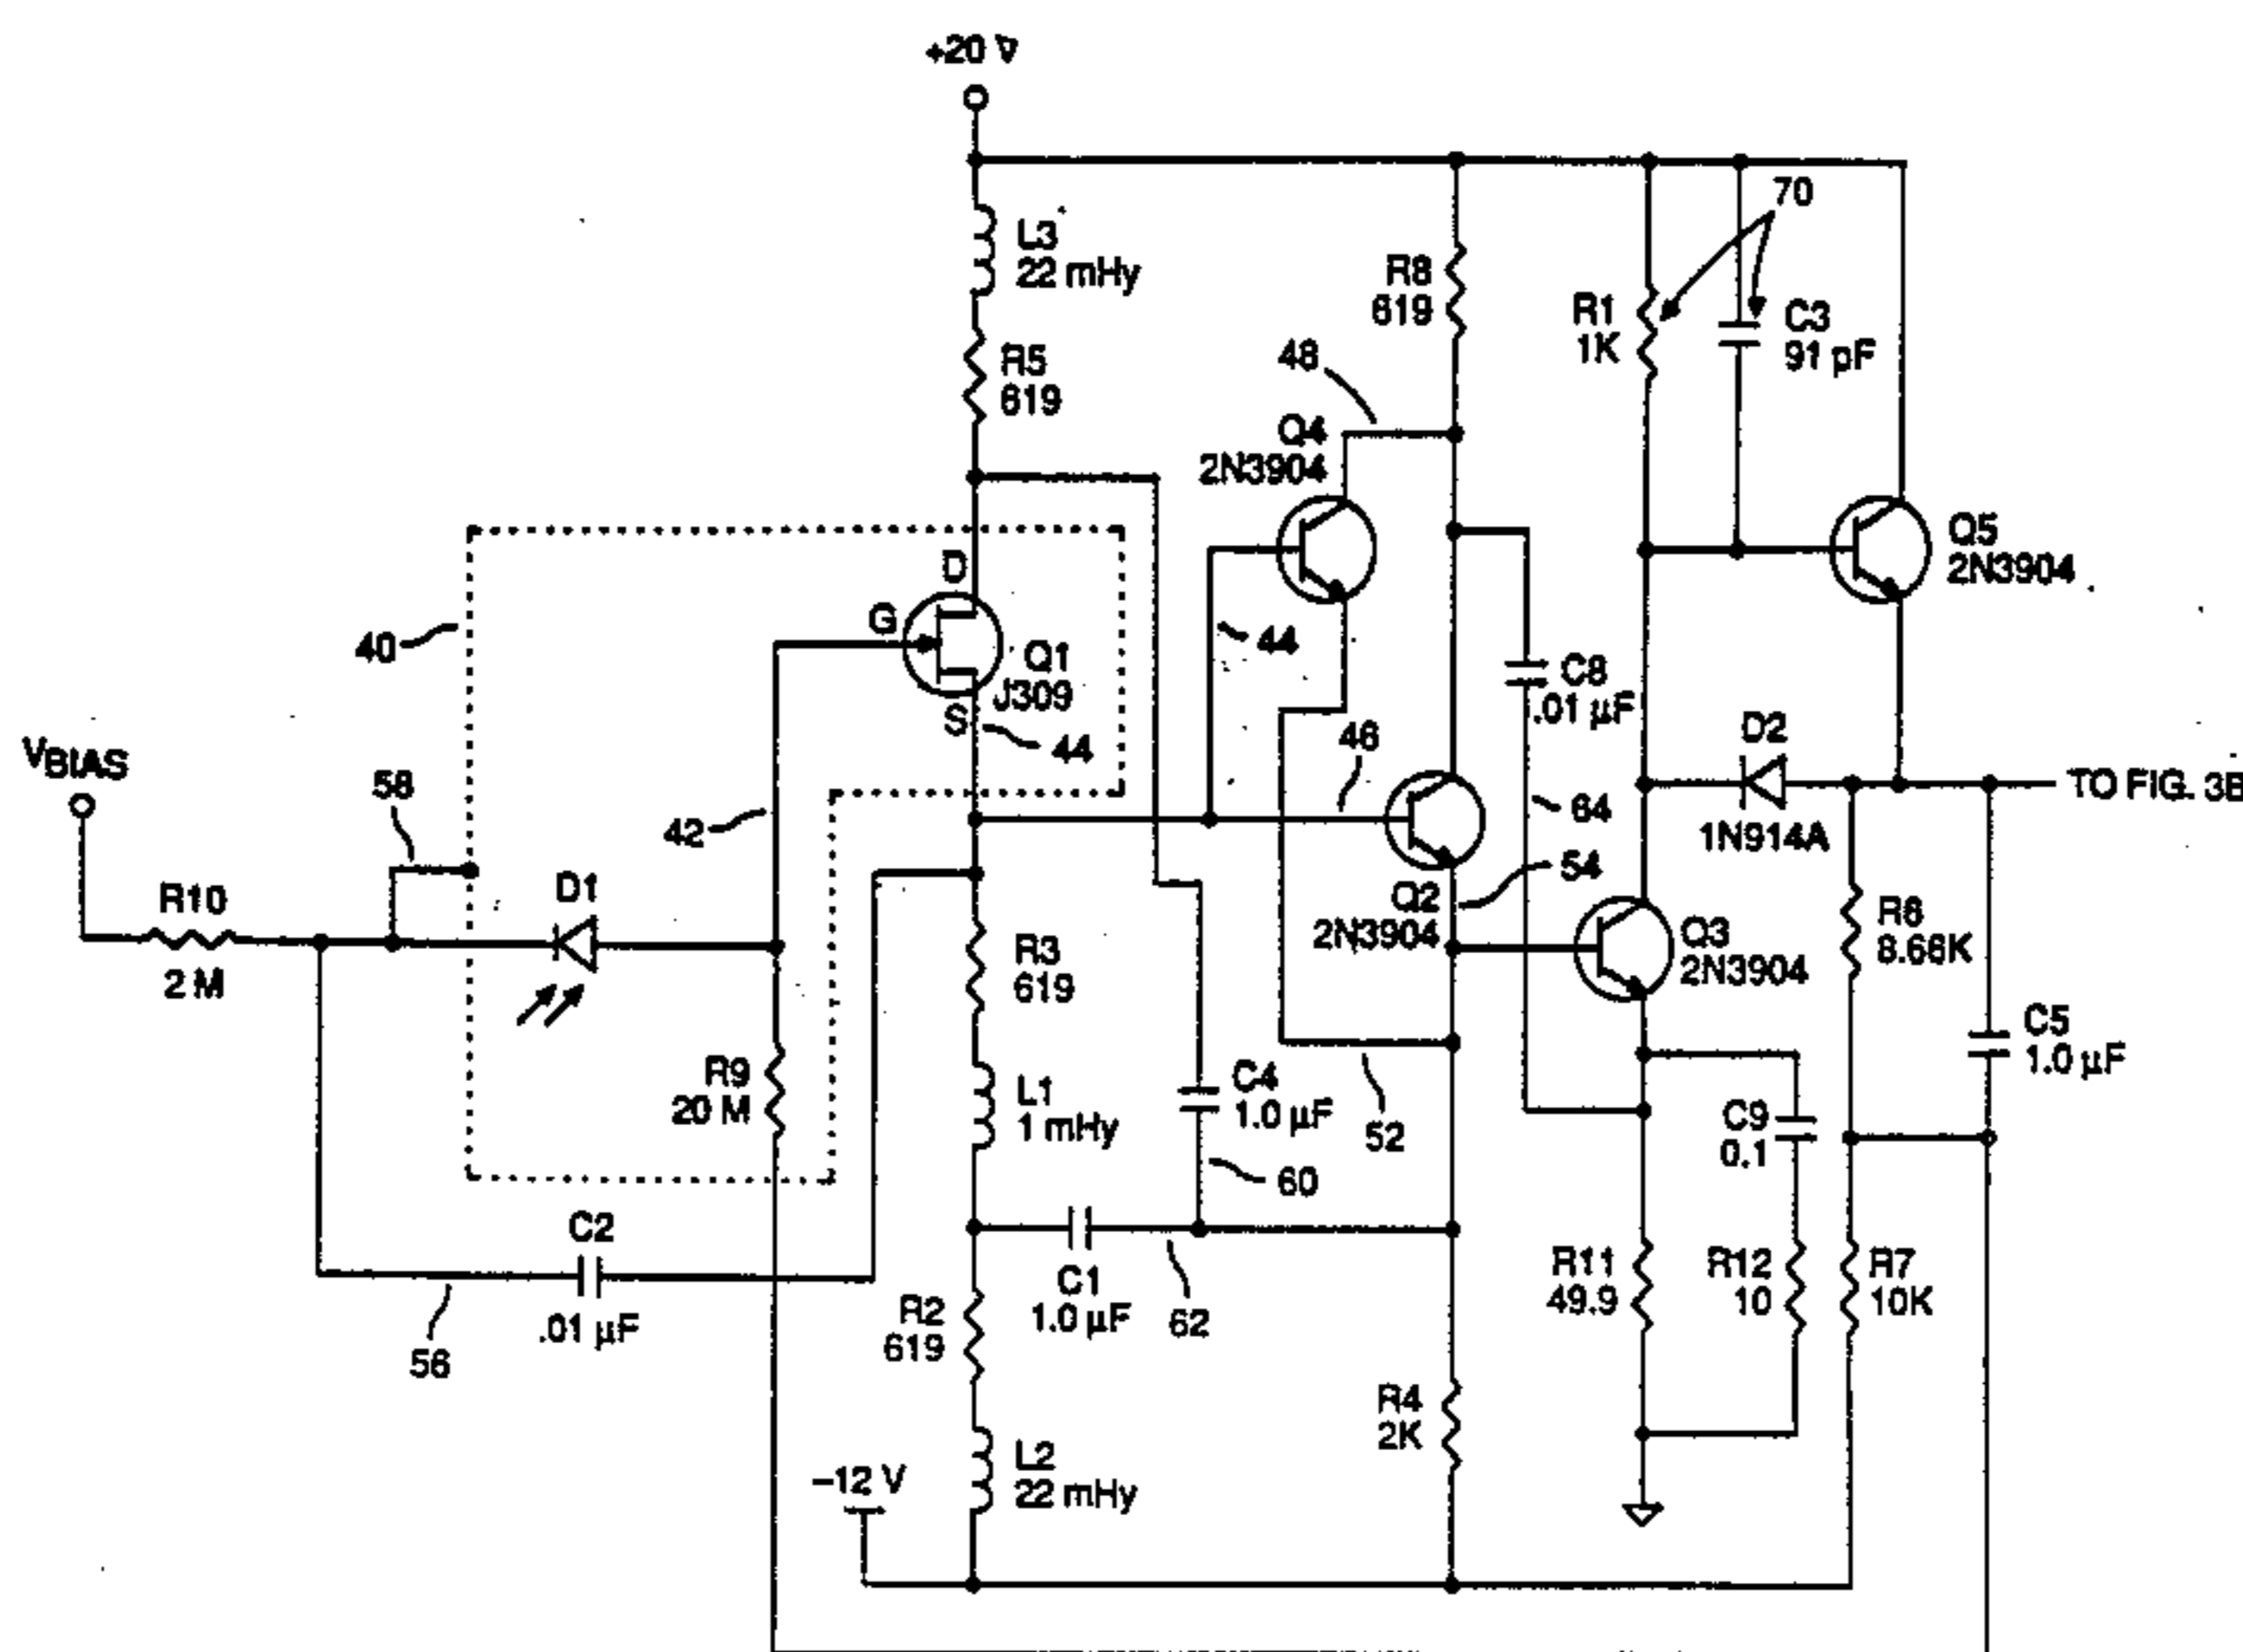 +20 V
L3
22 mHy
R5
619
R8
619
R1
1K
C3
91 pF
70
48
Q4
2N3904
Q5
2N3904
D
G
S
Q1
J309
40
44
44
42
VBIAS
58
D1
R10
2 M
R9
20 M
C2
.01 µF
56
R3
619
L1
1 mHy
C4
1.0 µF
60
46
Q2
2N3904
54
C8
.01 µF
64
52
C1
1.0 µF
62
R2
619
L2
22 mHy
-12 V
R4
2K
Q3
2N3904
D2
1N914A
TO FIG. 3B
R6
8.66K
C5
1.0 µF
C9
0.1
R11
49.9
R12
10
R7
10K